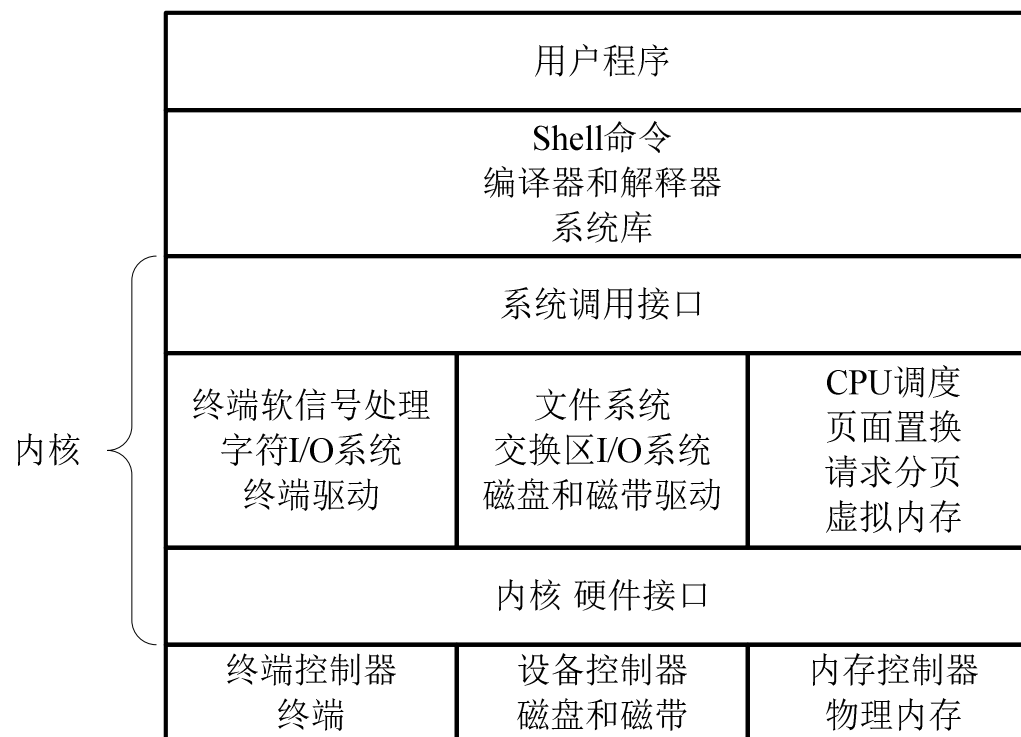 用户程序
Shell命令
编译器和解释器
系统库
系统调用接口
内核
终端软信号处理
字符I/O系统
终端驱动
文件系统
交换区I/O系统
磁盘和磁带驱动
CPU调度
页面置换
请求分页
虚拟内存
内核 硬件接口
终端控制器
终端
设备控制器
磁盘和磁带
内存控制器
物理内存